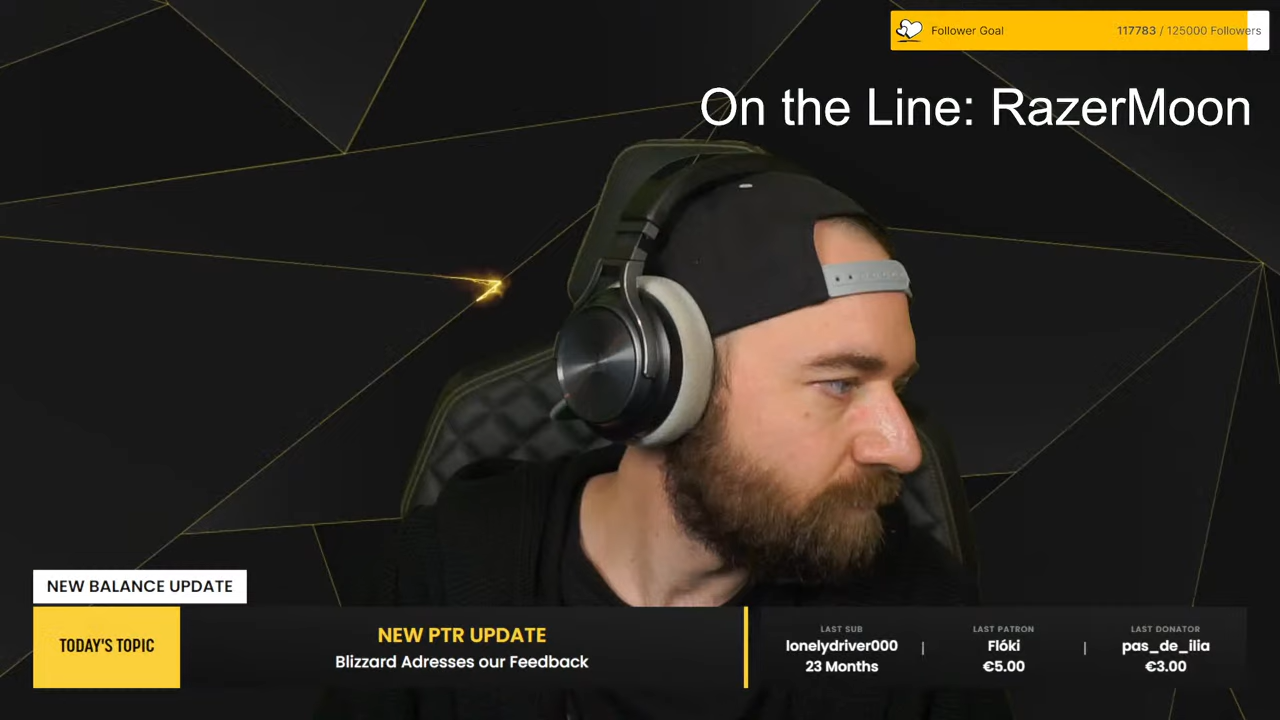 Follower Goal
117783 / 125000 Followers
On the Line: RazerMoon
NEW BALANCE UPDATE
TODAY'S TOPIC
NEW PTR UPDATE
Blizzard Adresses our Feedback
LAST SUB
lonelydriver000
23 Months
|
LAST PATRON
Flóki
€5.00
|
LAST DONATOR
pas_de_ilia
€3.00